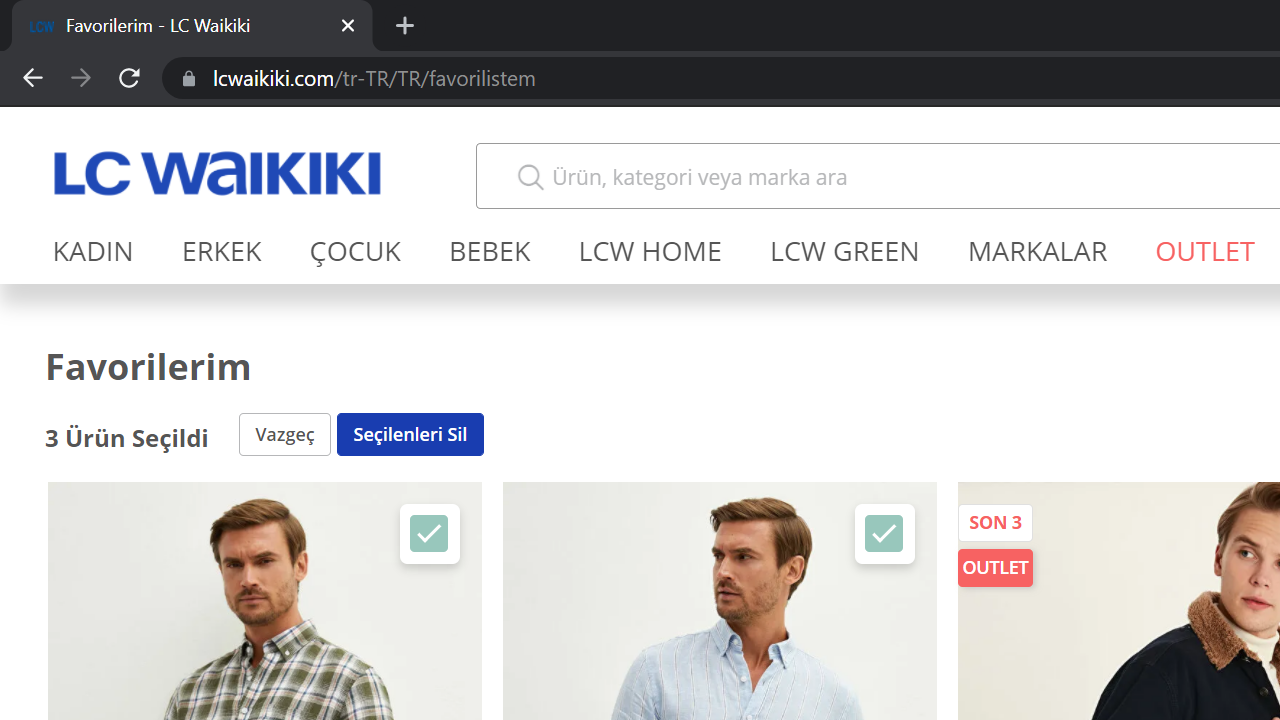 LCW Favorilerim - LC Waikiki
lcwaikiki.com/tr-TR/TR/favorilistem
LC WAIKIKI
Ürün, kategori veya marka ara
KADIN ERKEK ÇOCUK BEBEK LCW HOME LCW GREEN MARKALAR OUTLET
Favorilerim
3 Ürün Seçildi Vazgeç Seçilenleri Sil
SON 3
OUTLET